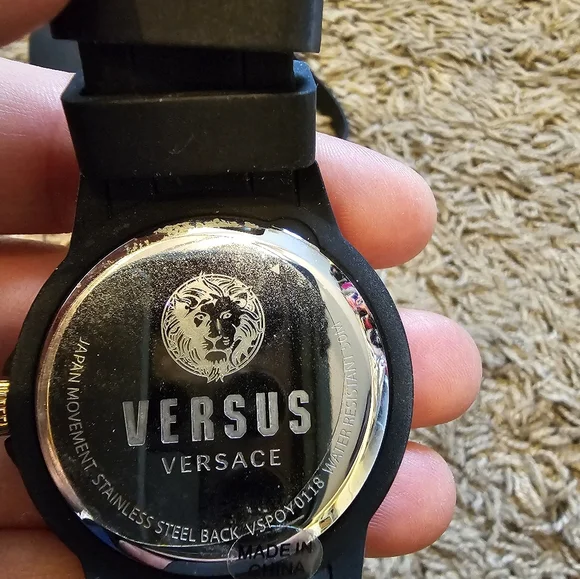 VERSUS
VERSACE
JAPAN MOVEMENT STAINLESS STEEL BACK VSPOY0118 WATER RESISTANT
MADE IN
CHINA